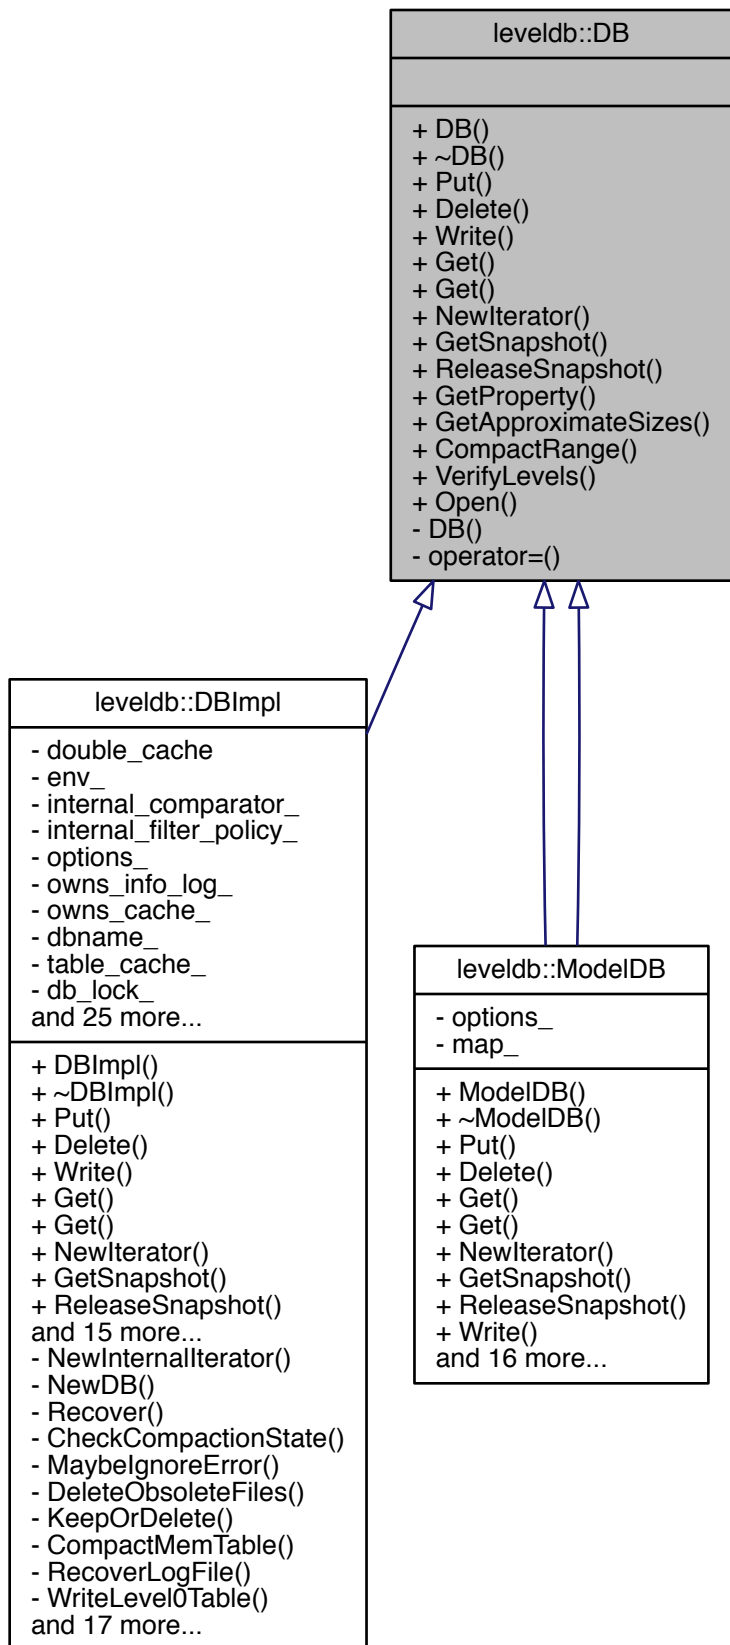 leveldb::DB
+ DB()
+ ~DB()
+ Put()
+ Delete()
+ Write()
+ Get()
+ Get()
+ NewIterator()
+ GetSnapshot()
+ ReleaseSnapshot()
+ GetProperty()
+ GetApproximateSizes()
+ CompactRange()
+ VerifyLevels()
+ Open()
- DB()
- operator=()
leveldb::DBImpl
- double_cache
- env_
- internal_comparator_
- internal_filter_policy_
- options_
- owns_info_log_
- owns_cache_
- dbname_
- table_cache_
- db_lock_
and 25 more...
+ DBImpl()
+ ~DBImpl()
+ Put()
+ Delete()
+ Write()
+ Get()
+ Get()
+ NewIterator()
+ GetSnapshot()
+ ReleaseSnapshot()
and 15 more...
- NewInternalIterator()
- NewDB()
- Recover()
- CheckCompactionState()
- MaybeIgnoreError()
- DeleteObsoleteFiles()
- KeepOrDelete()
- CompactMemTable()
- RecoverLogFile()
- WriteLevel0Table()
and 17 more...
leveldb::ModelDB
- options_
- map_
+ ModelDB()
+ ~ModelDB()
+ Put()
+ Delete()
+ Get()
+ Get()
+ NewIterator()
+ GetSnapshot()
+ ReleaseSnapshot()
+ Write()
and 16 more...